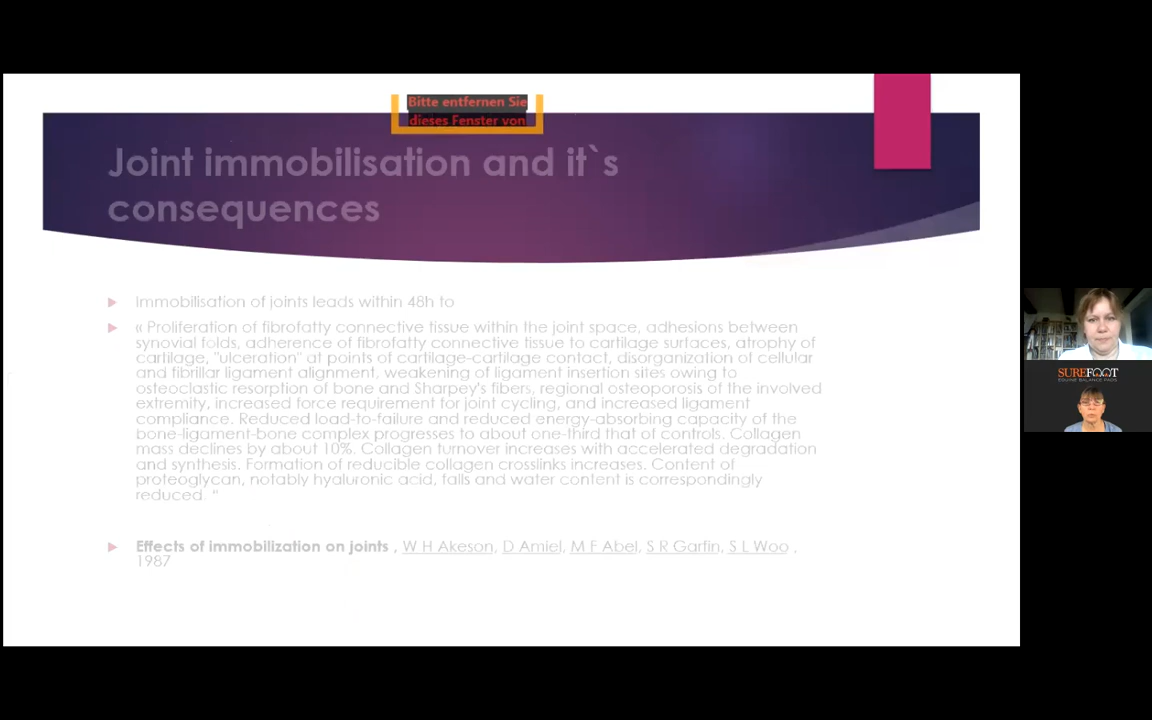 Bitte entfernen Sie
dieses Fenster von
Joint immobilisation and it`s
consequences
Immobilisation of joints leads within 48h to
« Proliferation of fibrofatty connective tissue within the joint space, adhesions between
synovial folds, adherence of fibrofatty connective tissue to cartilage surfaces, atrophy of
cartilage, "ulceration" at points of cartilage-cartilage contact, disorganization of cellular
and fibrillar ligament alignment, weakening of ligament insertion sites owing to
osteoclastic resorption of bone and Sharpey's fibers, regional osteoporosis of the involved
extremity, increased force requirement for joint cycling, and increased ligament
compliance. Reduced load-to-failure and reduced energy-absorbing capacity of the
bone-ligament-bone complex progresses to about one-third that of controls. Collagen
mass declines by about 10%. Collagen turnover increases with accelerated degradation
and synthesis. Formation of reducible collagen crosslinks increases. Content of
proteoglycan, notably hyaluronic acid, falls and water content is correspondingly
reduced. "
Effects of immobilization on joints , W H Akeson, D Amiel, M F Abel, S R Garfin, S L Woo ,
1987
SUREFOOT
EQUINE BALANCE PADS